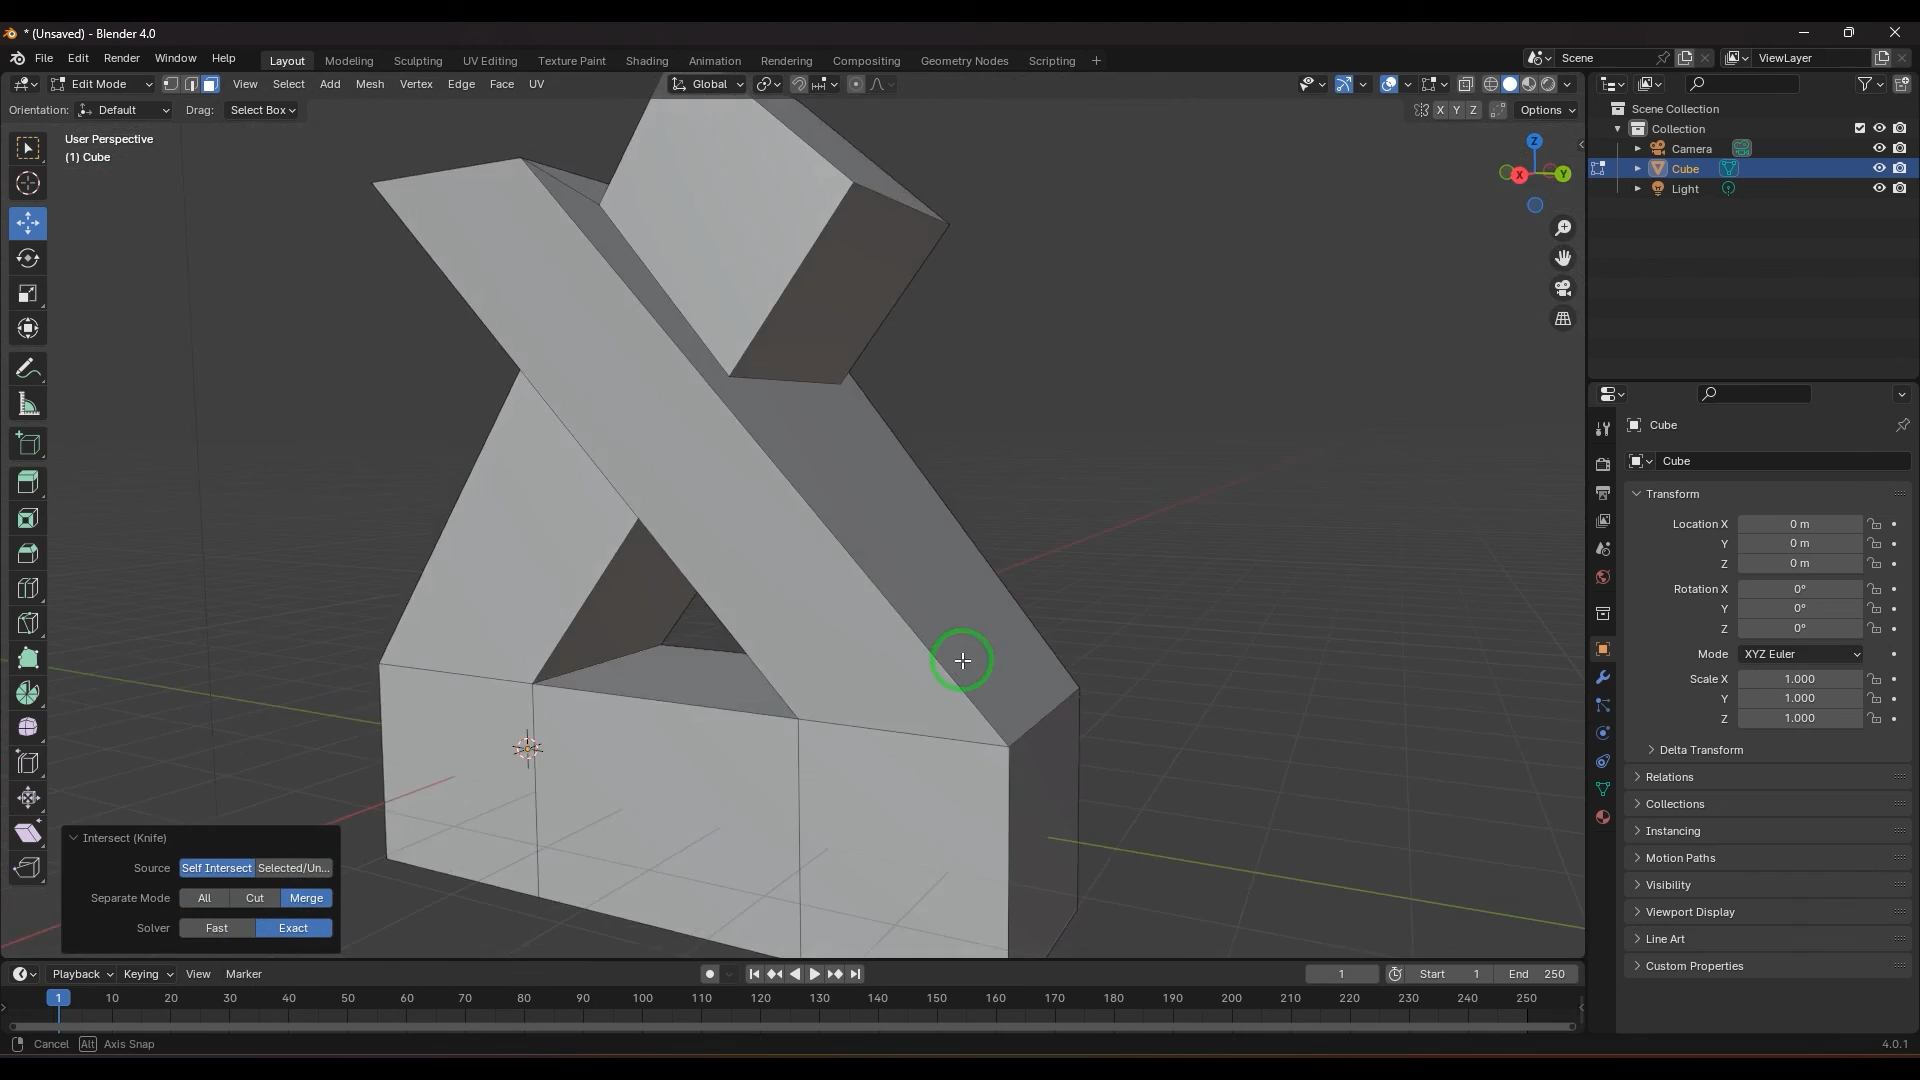 * (Unsaved) - Blender 4.0
File Edit Render Window Help Layout Modeling Sculpting UV Editing Texture Paint Shading Animation Rendering Compositing Geometry Nodes Scripting + Scene ViewLayer
Edit Mode View Select Add Mesh Vertex Edge Face UV Global
Orientation: Default Drag: Select Box X Y Z Options
User Perspective
(1) Cube
Z
X Y
Scene Collection
Collection
Camera
Cube
Light
Cube
Cube
Transform
Location X 0 m
Y 0 m
Z 0 m
Rotation X 0°
Y 0°
Z 0°
Mode XYZ Euler
Scale X 1.000
Y 1.000
Z 1.000
Delta Transform
Relations
Collections
Instancing
Motion Paths
Visibility
Viewport Display
Line Art
Custom Properties
Intersect (Knife)
Source Self Intersect Selected/Un...
Separate Mode All Cut Merge
Solver Fast Exact
Playback Keying View Marker 1 Start 1 End 250
1 10 20 30 40 50 60 70 80 90 100 110 120 130 140 150 160 170 180 190 200 210 220 230 240 250
Cancel Alt Axis Snap 4.0.1